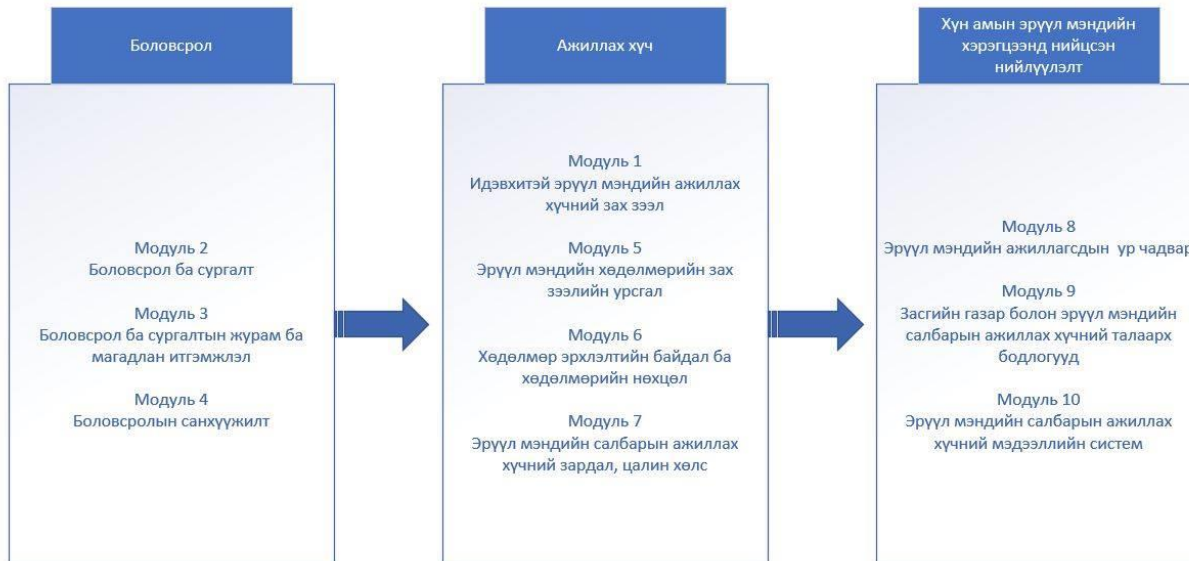 Боловсрол
Модуль 2
Боловсрол ба сургалт
Модуль 3
Боловсрол ба сургалтын журам ба
магадлан итгэмжлэл
Модуль 4
Боловсролын санхүүжилт
Ажиллах хүч
Модуль 1
Идэвхитэй эрүүл мэндийн ажиллах
хүчний зах зээл
Модуль 5
Эрүүл мэндийн хөдөлмөрийн зах
зээлийн урсгал
Модуль 6
Хөдөлмөр эрхлэлтийн байдал ба
хөдөлмөрийн нөхцөл
Модуль 7
Эрүүл мэндийн салбарын ажиллах
хүчний зардал, цалин хөлс
Хүн амын эрүүл мэндийн
хэрэгцээнд нийцсэн
нийлүүлэлт
Модуль 8
Эрүүл мэндийн ажиллагсдын ур чадвар
Модуль 9
Засгийн газар болон эрүүл мэндийн
салбарын ажиллах хүчний талаарх
бодлогууд
Модуль 10
Эрүүл мэндийн салбарын ажиллах
хүчний мэдээллийн систем